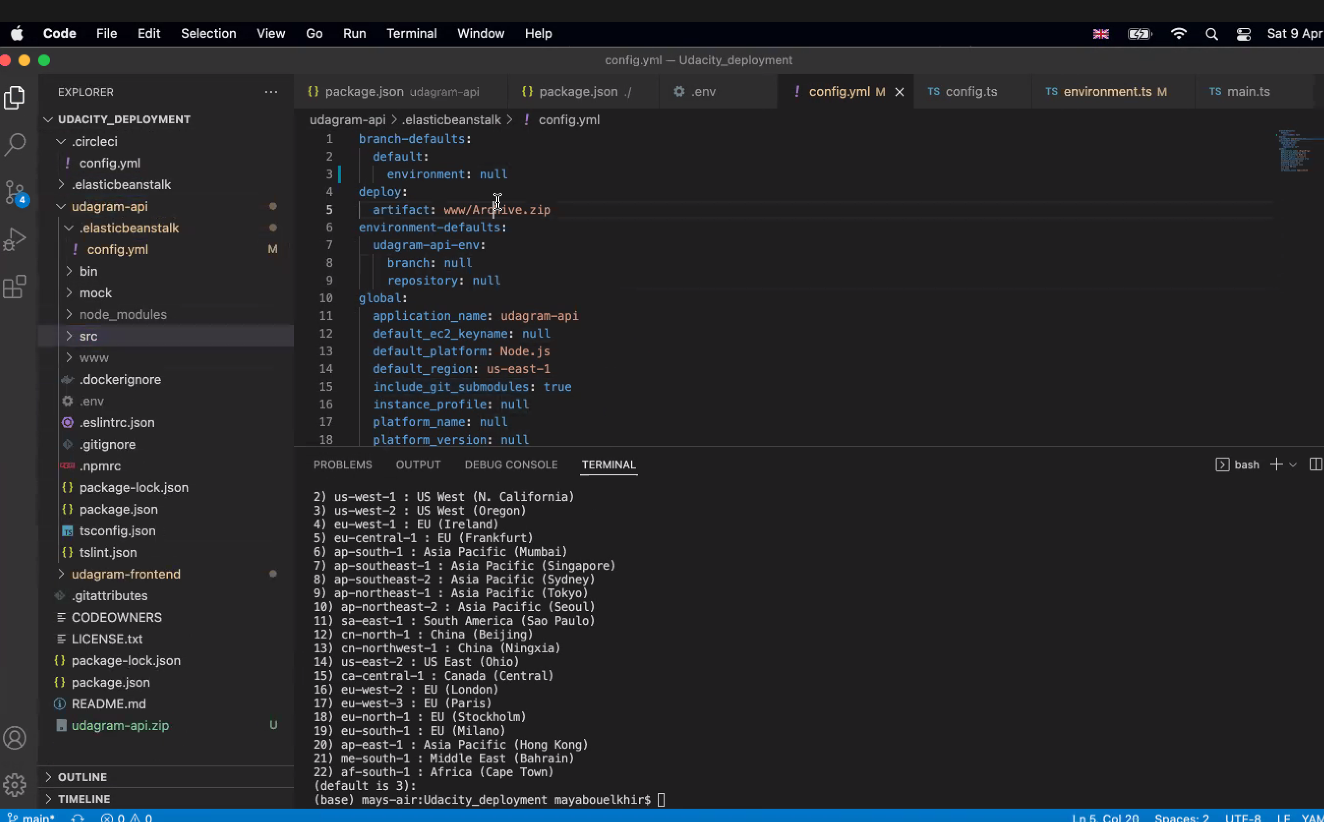 Code File Edit Selection View Go Run Terminal Window Help Sat 9 Apr
config.yml — Udacity_deployment
EXPLORER
package.json udagram-api package.json ./ .env config.yml M config.ts environment.ts M main.ts
udagram-api > .elasticbeanstalk > config.yml
UDACITY_DEPLOYMENT
.circleci
config.yml
.elasticbeanstalk
udagram-api
.elasticbeanstalk
config.yml M
bin
mock
node_modules
src
www
.dockerignore
.env
.eslintrc.json
.gitignore
.npmrc
package-lock.json
package.json
tsconfig.json
tslint.json
udagram-frontend
.gitattributes
CODEOWNERS
LICENSE.txt
package-lock.json
package.json
README.md
udagram-api.zip U
OUTLINE
TIMELINE
4
1 branch-defaults:
2 default:
3 environment: null
4 deploy:
5 artifact: www/Archive.zip
6 environment-defaults:
7 udagram-api-env:
8 branch: null
9 repository: null
10 global:
11 application_name: udagram-api
12 default_ec2_keyname: null
13 default_platform: Node.js
14 default_region: us-east-1
15 include_git_submodules: true
16 instance_profile: null
17 platform_name: null
18 platform_version: null
PROBLEMS OUTPUT DEBUG CONSOLE TERMINAL bash
2) us-west-1 : US West (N. California)
3) us-west-2 : US West (Oregon)
4) eu-west-1 : EU (Ireland)
5) eu-central-1 : EU (Frankfurt)
6) ap-south-1 : Asia Pacific (Mumbai)
7) ap-southeast-1 : Asia Pacific (Singapore)
8) ap-southeast-2 : Asia Pacific (Sydney)
9) ap-northeast-1 : Asia Pacific (Tokyo)
10) ap-northeast-2 : Asia Pacific (Seoul)
11) sa-east-1 : South America (Sao Paulo)
12) cn-north-1 : China (Beijing)
13) cn-northwest-1 : China (Ningxia)
14) us-east-2 : US East (Ohio)
15) ca-central-1 : Canada (Central)
16) eu-west-2 : EU (London)
17) eu-west-3 : EU (Paris)
18) eu-north-1 : EU (Stockholm)
19) eu-south-1 : EU (Milano)
20) ap-east-1 : Asia Pacific (Hong Kong)
21) me-south-1 : Middle East (Bahrain)
22) af-south-1 : Africa (Cape Town)
(default is 3):
(base) mays-air:Udacity_deployment mayabouelkhir$
main* 0 0 Ln 5, Col 20 Spaces: 2 UTF-8 LF YAM